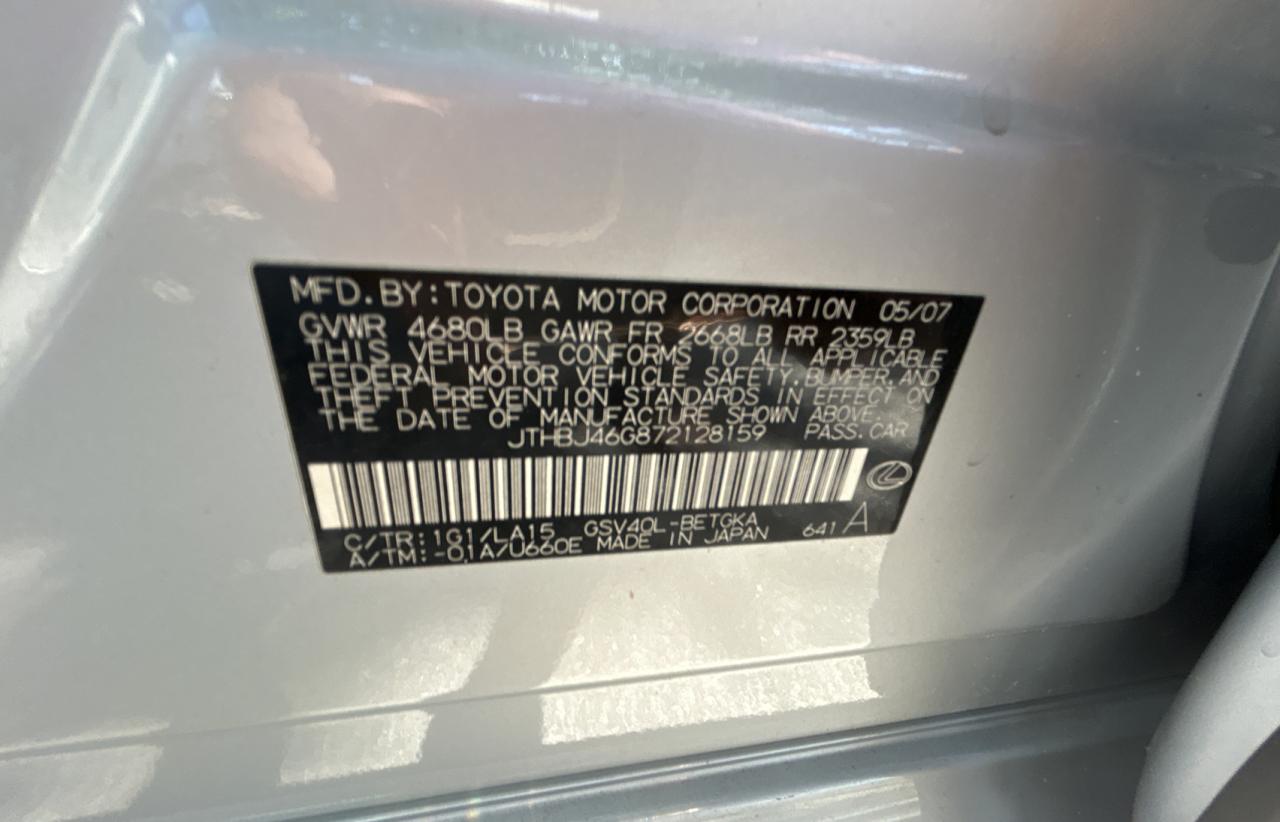 MFD.BY:TOYOTA MOTOR CORPORATION 05/07
GVWR 4680LB GAWR FR 2668LB RR 2359LB
THIS VEHICLE CONFORMS TO ALL APPLICABLE
FEDERAL MOTOR VEHICLE SAFETY, BUMPER, AND
THEFT PREVENTION STANDARDS IN EFFECT ON
THE DATE OF MANUFACTURE SHOWN ABOVE.
JTHBJ46G872128159 PASS.CAR
C/TR:1G1/LA15 GSV40L-BETGKA
A/TM:-01A/U660E MADE IN JAPAN 641 A